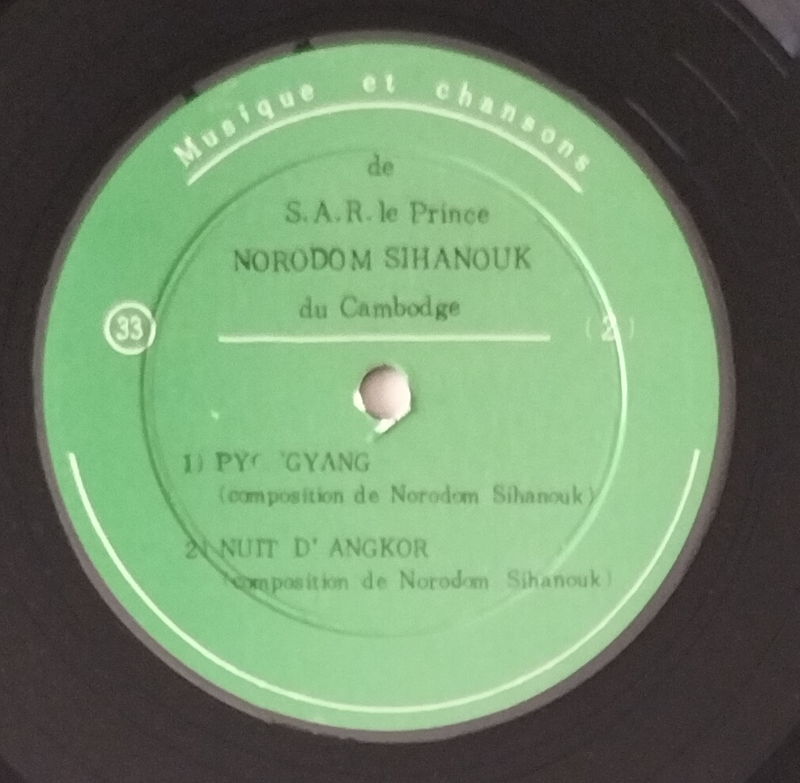 Musique et chansons
de
S.A.R. le Prince
NORODOM SIHANOUK
du Cambodge
33
(2)
1)
(composition de Norodom Sihanouk)
2) NUIT D' ANGKOR
(composition de Norodom Sihanouk)